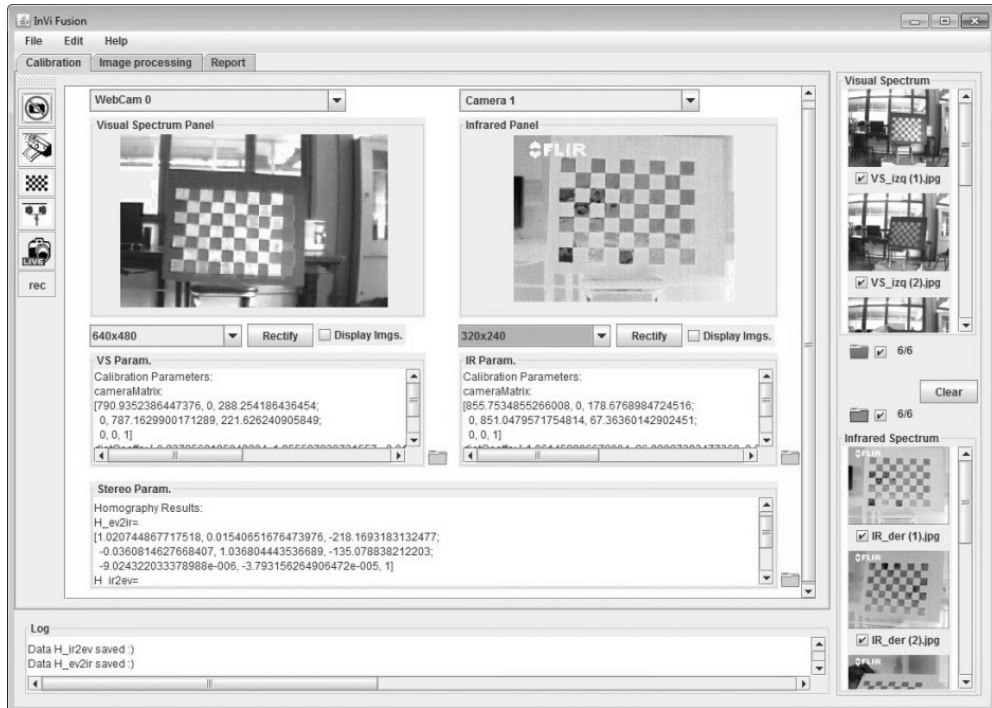 InVi Fusion
File Edit Help
Calibration Image processing Report
WebCam 0
Camera 1
Visual Spectrum Panel
Infrared Panel
FLIR
LIVE
rec
640x480
Rectify
Display Imgs.
320x240
Rectify
Display Imgs.
VS Param.
Calibration Parameters:
cameraMatrix:
[790.9352386447376, 0, 288.254186436454;
0, 787.1629900171289, 221.626240905849;
0, 0, 1]
IR Param.
Calibration Parameters:
cameraMatrix:
[855.7534855266008, 0, 178.6768984724516;
0, 851.0479571754814, 67.36360142902451;
0, 0, 1]
Stereo Param.
Homography Results:
H_ev2ir=
[1.020744867717518, 0.01540651676473976, -218.1693183132477;
-0.0360814627668407, 1.036804443536689, -135.078838212203;
-9.024322033378988e-006, -3.793156264906472e-005, 1]
H_ir2ev=
Log
Data H_ir2ev saved :)
Data H_ev2ir saved :)
Visual Spectrum
VS_izq (1).jpg
VS_izq (2).jpg
6/6
Clear
6/6
Infrared Spectrum
FLIR
IR_der (1).jpg
IR_der (2).jpg
FLIR